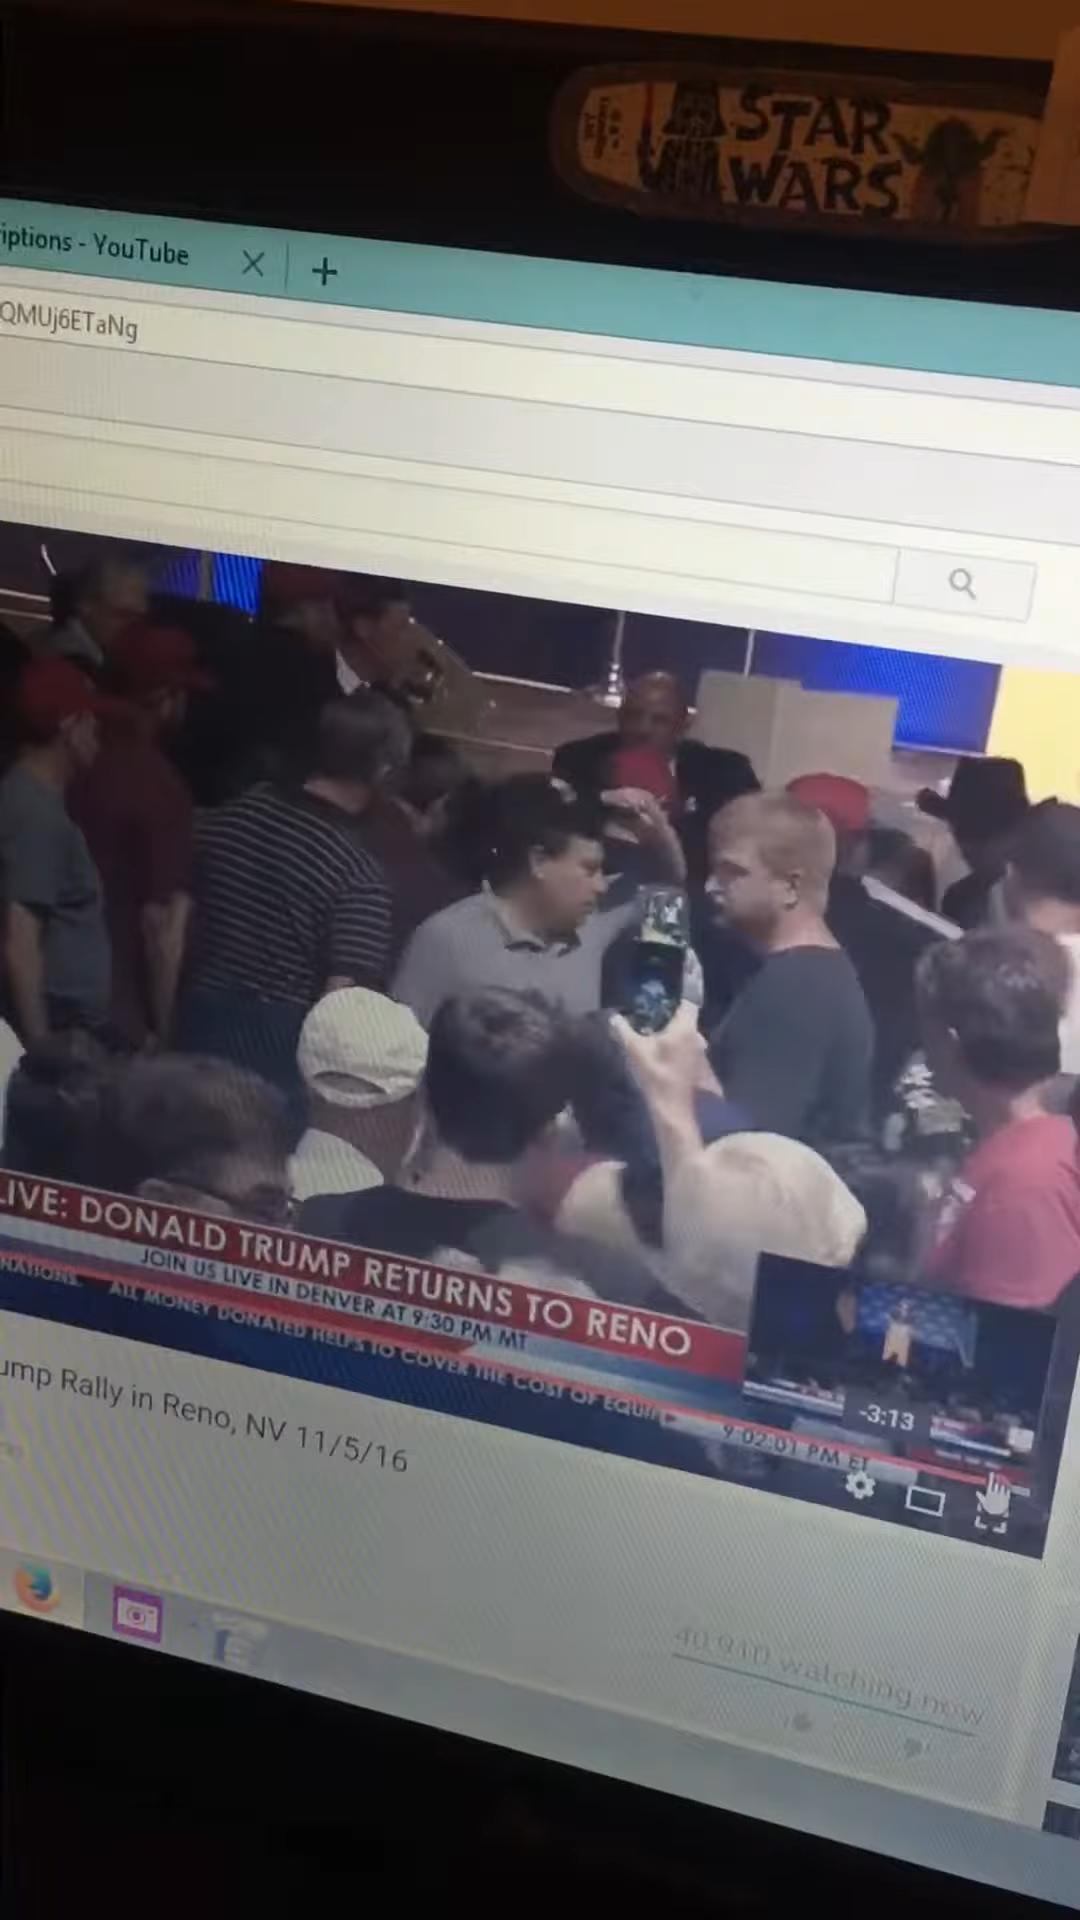 STAR
WARS
riptions - YouTube
QMUj6ETaNg
LIVE: DONALD TRUMP RETURNS TO RENO
JOIN US LIVE IN DENVER AT 9:30 PM MT
NATIONS. ALL MONEY DONATED HELPS TO COVER THE COST OF EQUI
-3:13
9:02:01 PM ET
ump Rally in Reno, NV 11/5/16
40,910 watching now